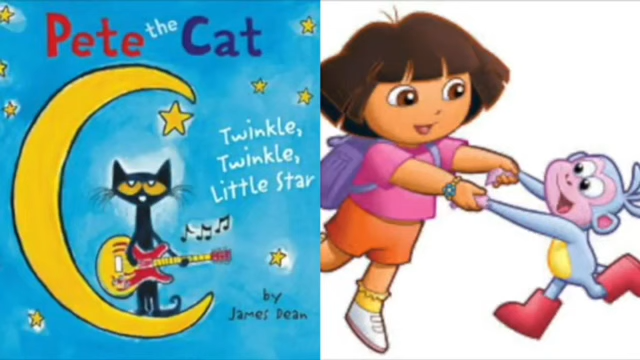 Pete the Cat
Twinkle,
Twinkle,
Little Star
by
James Dean